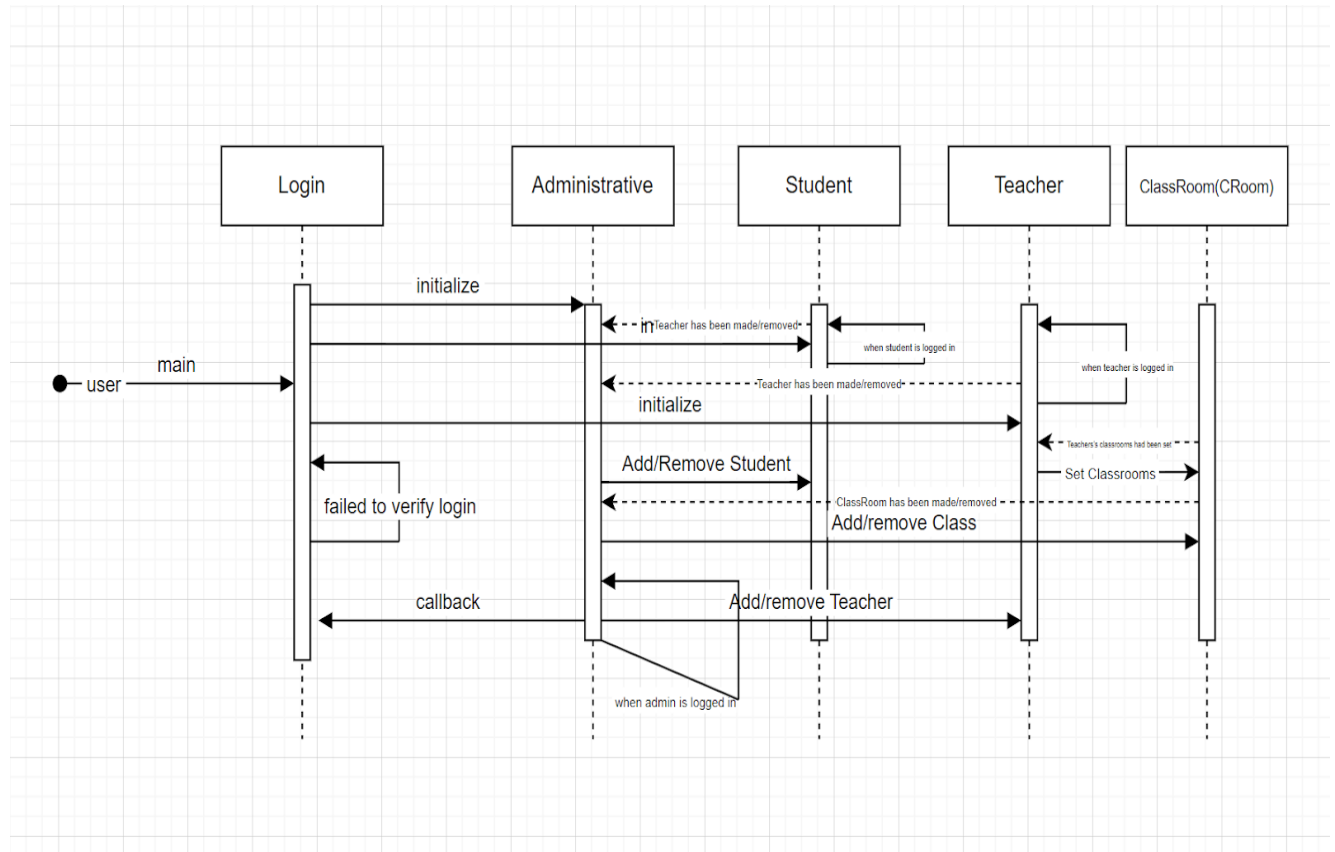 Login
Administrative
Student
Teacher
ClassRoom(CRoom)
initialize
in
Teacher has been made/removed
when student is logged in
when teacher is logged in
main
user
Teacher has been made/removed
initialize
Teachers's classrooms had been set
Add/Remove Student
Set Classrooms
failed to verify login
ClassRoom has been made/removed
Add/remove Class
callback
Add/remove Teacher
when admin is logged in